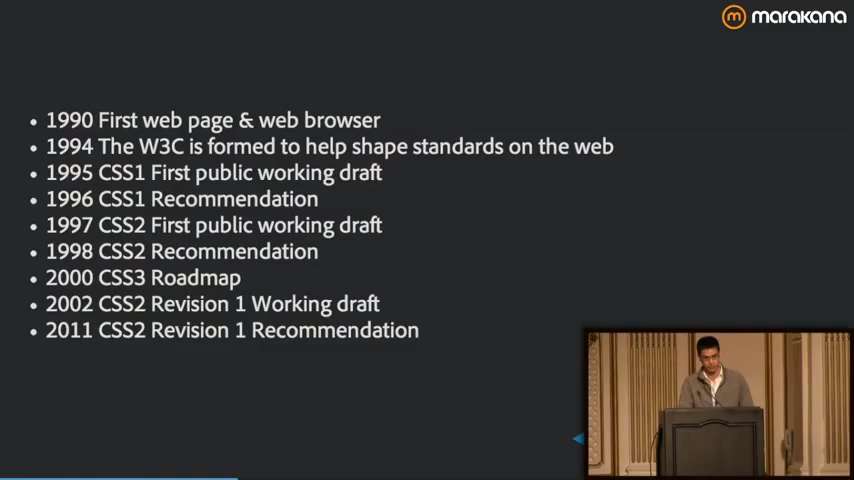 marakana
1990 First web page & web browser
1994 The W3C is formed to help shape standards on the web
1995 CSS1 First public working draft
1996 CSS1 Recommendation
1997 CSS2 First public working draft
1998 CSS2 Recommendation
2000 CSS3 Roadmap
2002 CSS2 Revision 1 Working draft
2011 CSS2 Revision 1 Recommendation